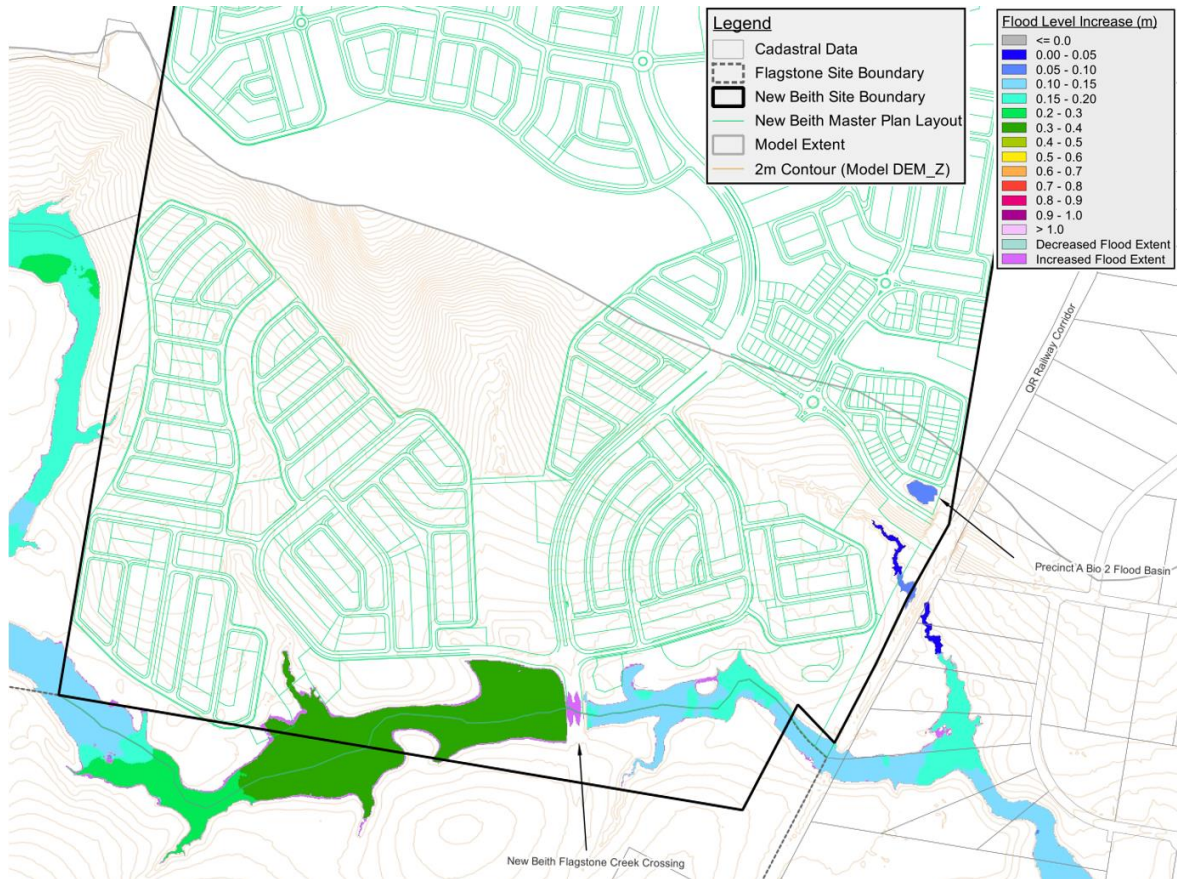 Legend
Cadastral Data
Flagstone Site Boundary
New Beith Site Boundary
New Beith Master Plan Layout
Model Extent
2m Contour (Model DEM_Z)
Flood Level Increase (m)
<= 0.0
0.00 - 0.05
0.05 - 0.10
0.10 - 0.15
0.15 - 0.20
0.2 - 0.3
0.3 - 0.4
0.4 - 0.5
0.5 - 0.6
0.6 - 0.7
0.7 - 0.8
0.8 - 0.9
0.9 - 1.0
> 1.0
Decreased Flood Extent
Increased Flood Extent
QR Railway Corridor
Precinct A Bio 2 Flood Basin
New Beith Flagstone Creek Crossing